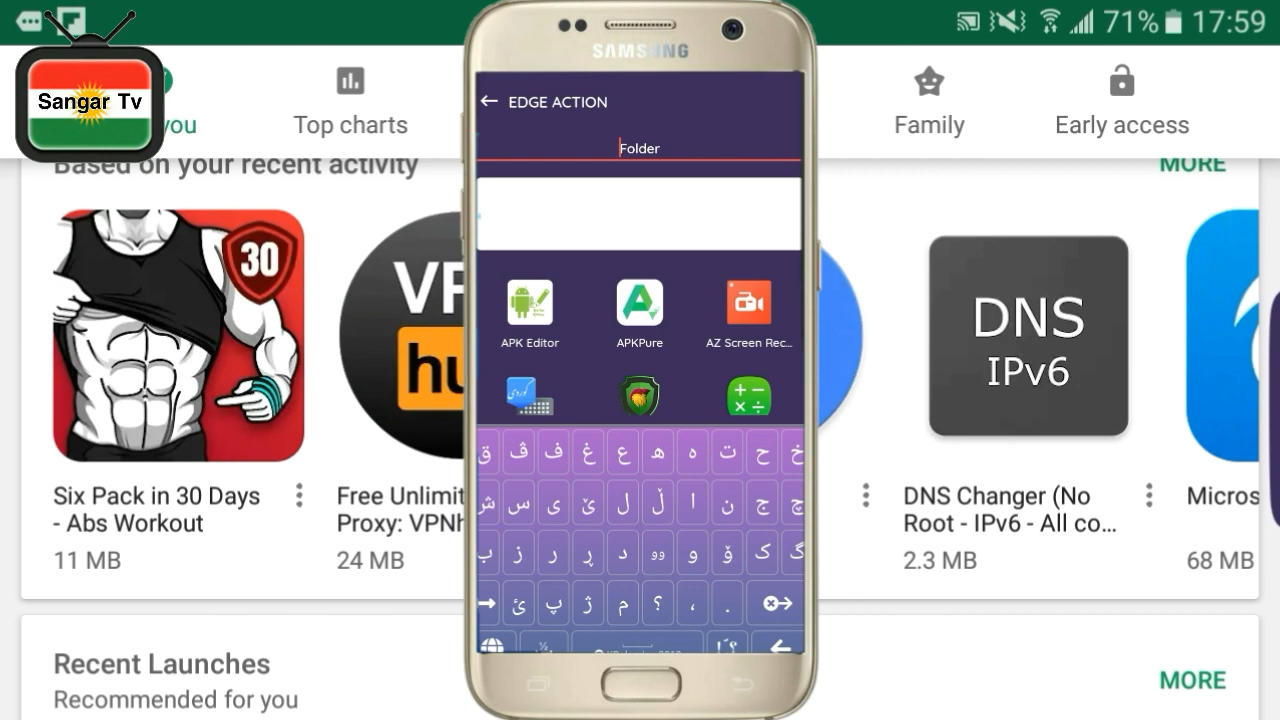 71% 17:59
Sangar Tv
you
Top charts
Family
Early access
Based on your recent activity
MORE
SAMSUNG
EDGE ACTION
Folder
30
VP
hu
DNS
IPv6
APK Editor
APKPure
AZ Screen Rec...
کوردی
ق ڤ ف غ ع ھ ه ت ح خ
ش س ی ێ ل ڵ ا ن ج چ
ب ز ر ڕ د وو و ۆ ک گ
ئ پ ژ م ؟ ، .
Six Pack in 30 Days
- Abs Workout
11 MB
Free Unlimit
Proxy: VPNh
24 MB
DNS Changer (No
Root - IPv6 - All co...
2.3 MB
Micros
68 MB
Recent Launches
Recommended for you
MORE